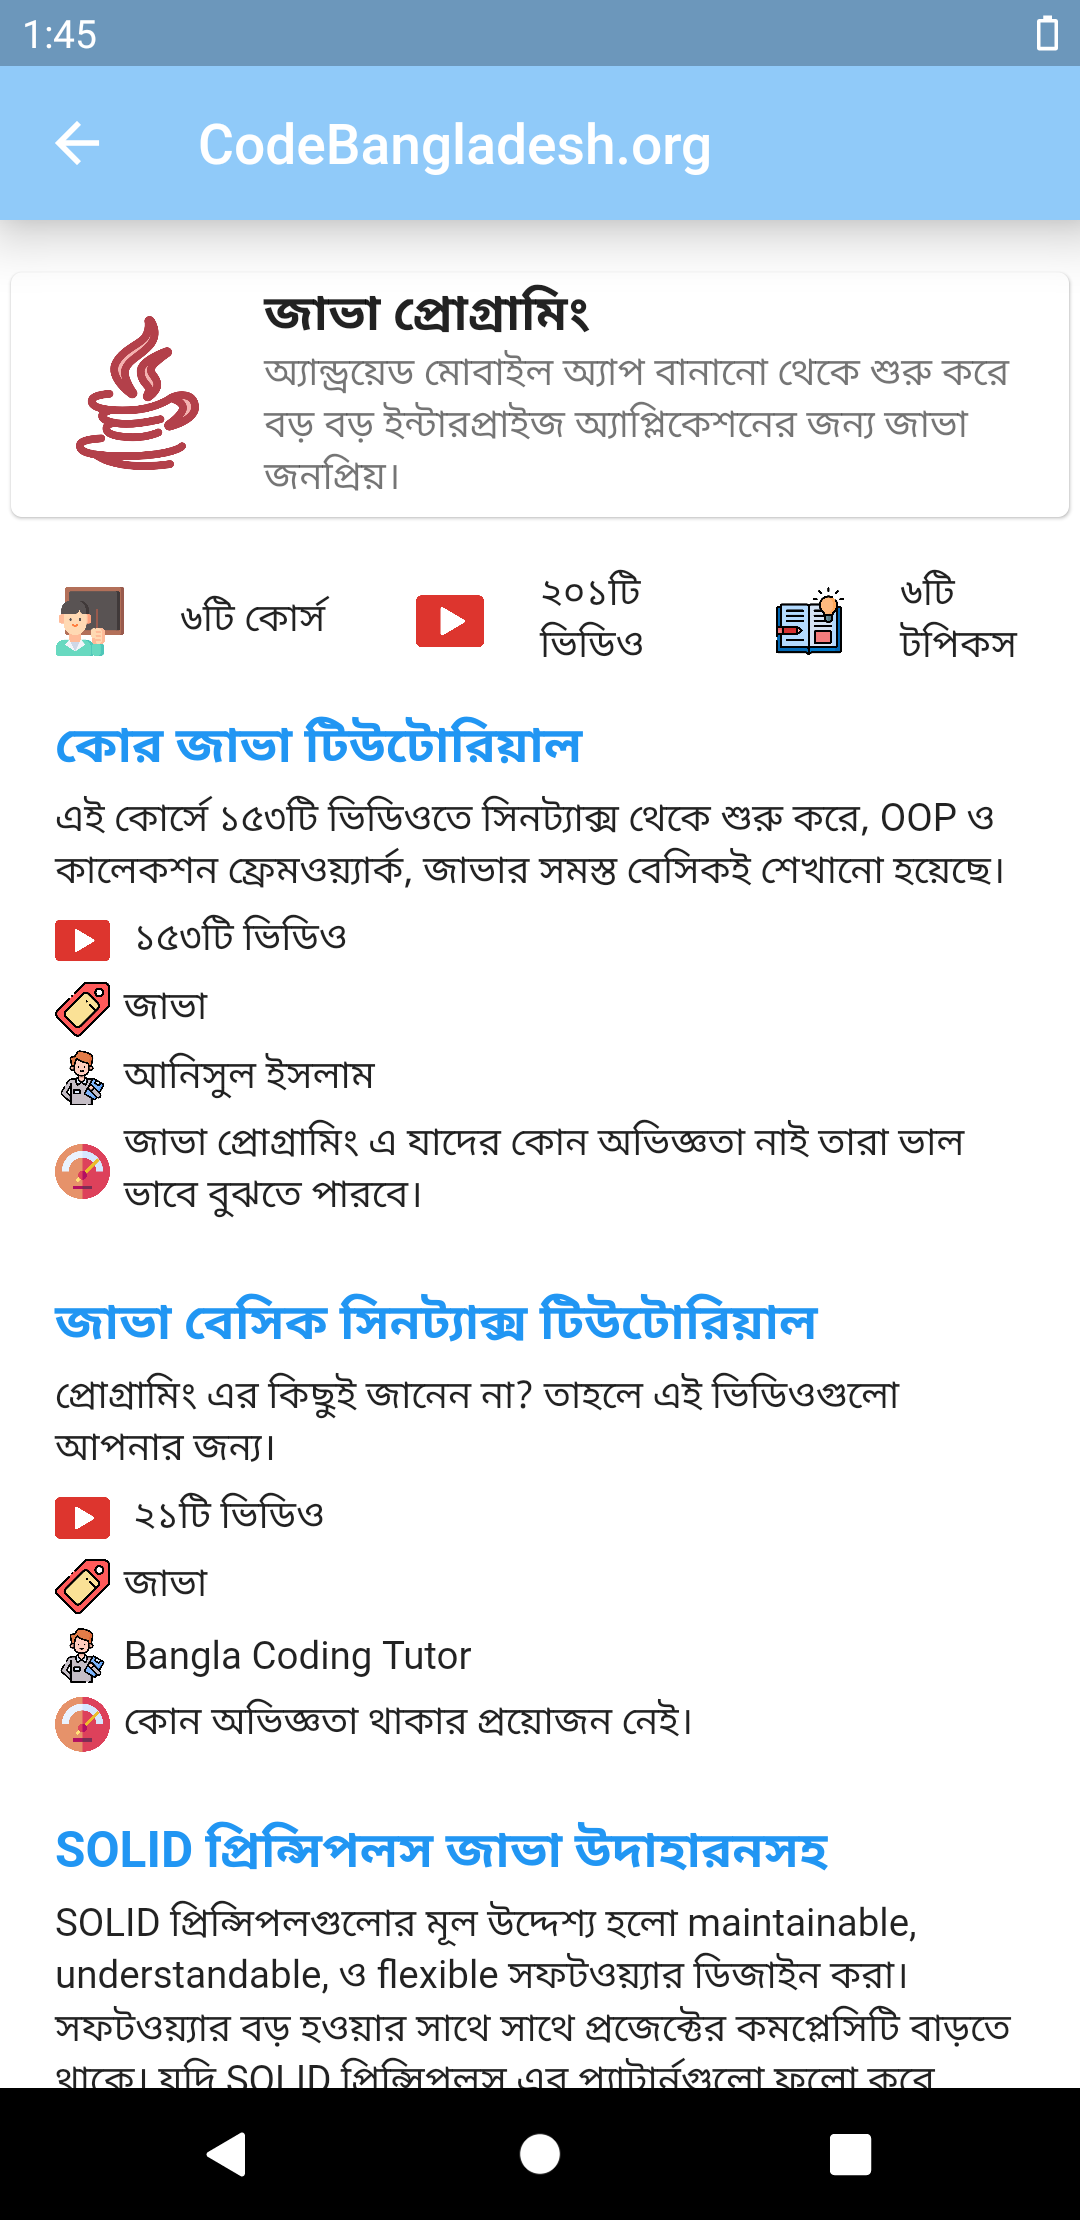 1:45
CodeBangladesh.org
জাভা প্রোগ্রামিং
অ্যান্ড্রয়েড মোবাইল অ্যাপ বানানো থেকে শুরু করে
বড় বড় ইন্টারপ্রাইজ অ্যাপ্লিকেশনের জন্য জাভা
জনপ্রিয়।
৬টি কোর্স
২০১টি
ভিডিও
৬টি
টপিকস
কোর জাভা টিউটোরিয়াল
এই কোর্সে ১৫৩টি ভিডিওতে সিনট্যাক্স থেকে শুরু করে, OOP ও
কালেকশন ফ্রেমওয়্যার্ক, জাভার সমস্ত বেসিকই শেখানো হয়েছে।
১৫৩টি ভিডিও
জাভা
আনিসুল ইসলাম
জাভা প্রোগ্রামিং এ যাদের কোন অভিজ্ঞতা নাই তারা ভাল
ভাবে বুঝতে পারবে।
জাভা বেসিক সিনট্যাক্স টিউটোরিয়াল
প্রোগ্রামিং এর কিছুই জানেন না? তাহলে এই ভিডিওগুলো
আপনার জন্য।
২১টি ভিডিও
জাভা
Bangla Coding Tutor
কোন অভিজ্ঞতা থাকার প্রয়োজন নেই।
SOLID প্রিন্সিপলস জাভা উদাহারনসহ
SOLID প্রিন্সিপলগুলোর মূল উদ্দেশ্য হলো maintainable,
understandable, ও flexible সফটওয়্যার ডিজাইন করা।
সফটওয়্যার বড় হওয়ার সাথে সাথে প্রজেক্টের কমপ্লেসিটি বাড়তে
থাকে। যদি SOLID প্রিন্সিপলস এর প্যাটার্নগুলো ফলো করে